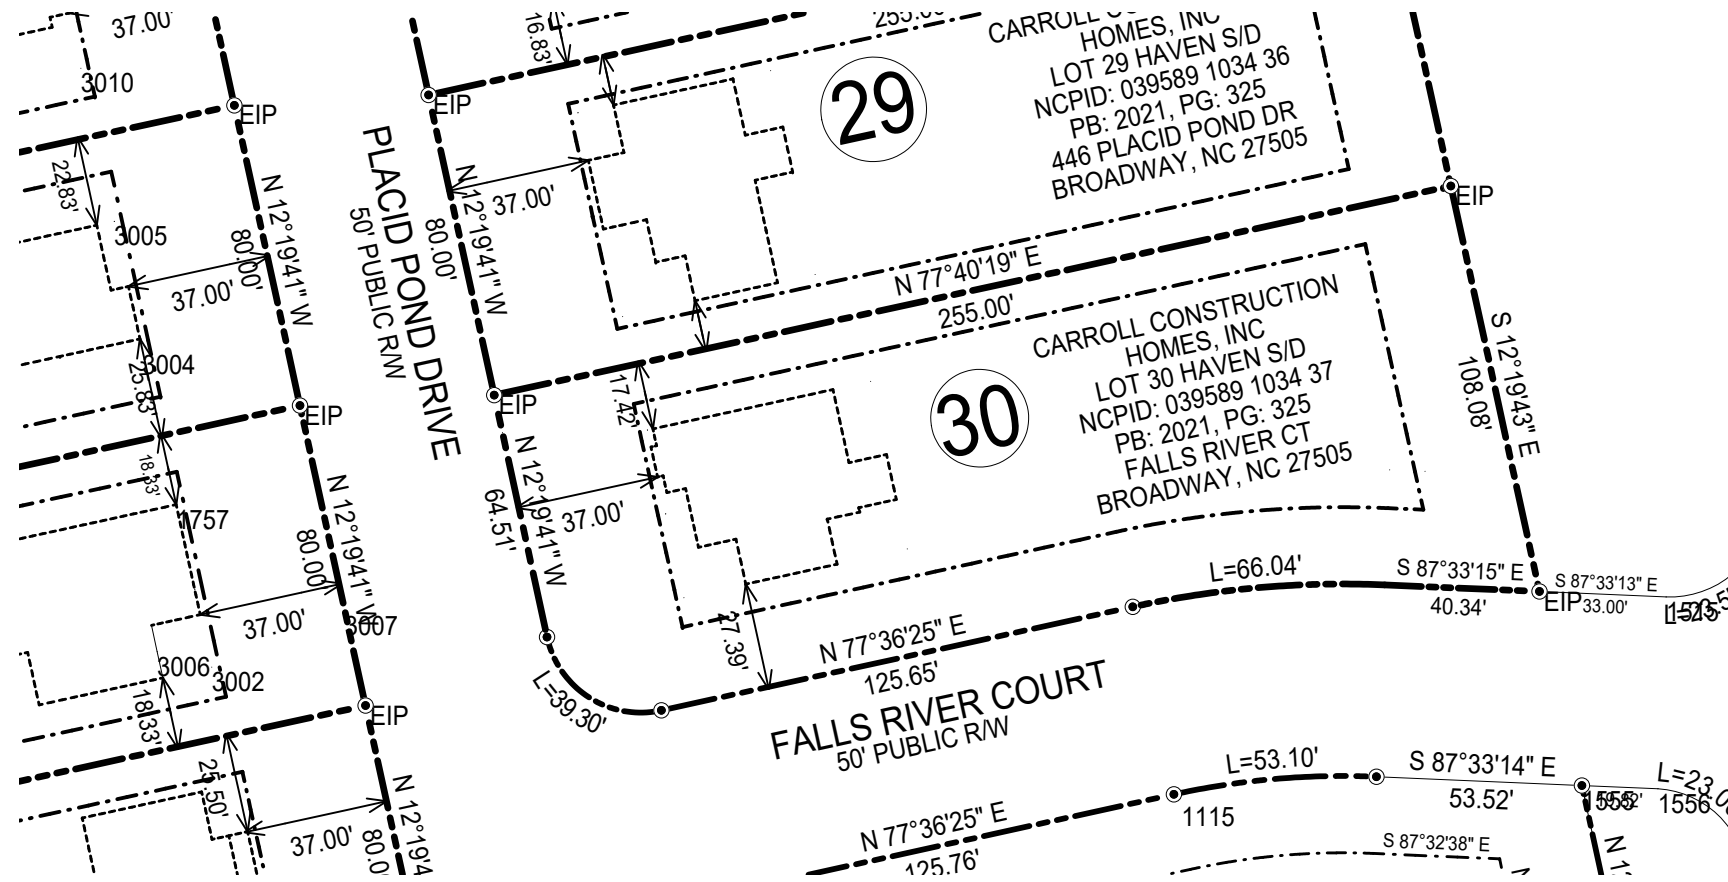 37.00'
3010
EIP
22.83'
3005
37.00'
N 12°19'41" W
80.00'
3004
25.83'
EIP
18.33'
1757
N 12°19'41" W
80.00'
37.00'
3007
3006
3002
18.33'
EIP
25.50'
37.00'
N 12°19'4
80.0
PLACID POND DRIVE
50' PUBLIC R/W
16.83'
EIP
N 12°19'41" W
80.00'
37.00'
29
HOMES, INC
LOT 29 HAVEN S/D
NCPID: 039589 1034 36
PB: 2021, PG: 325
446 PLACID POND DR
BROADWAY, NC 27505
EIP
N 77°40'19" E
255.00'
EIP
17.42'
N 12°19'41" W
64.51'
37.00'
30
CARROLL CONSTRUCTION
HOMES, INC
LOT 30 HAVEN S/D
NCPID: 039589 1034 37
PB: 2021, PG: 325
FALLS RIVER CT
BROADWAY, NC 27505
S 12°19'43" E
108.08'
27.39'
L=39.30'
N 77°36'25" E
125.65'
L=66.04'
S 87°33'15" E
40.34'
EIP
S 87°33'13" E
33.00'
FALLS RIVER COURT
50' PUBLIC R/W
N 77°36'25" E
125.76'
L=53.10'
1115
S 87°33'14" E
53.52'
1556
L=23.0
S 87°32'38" E